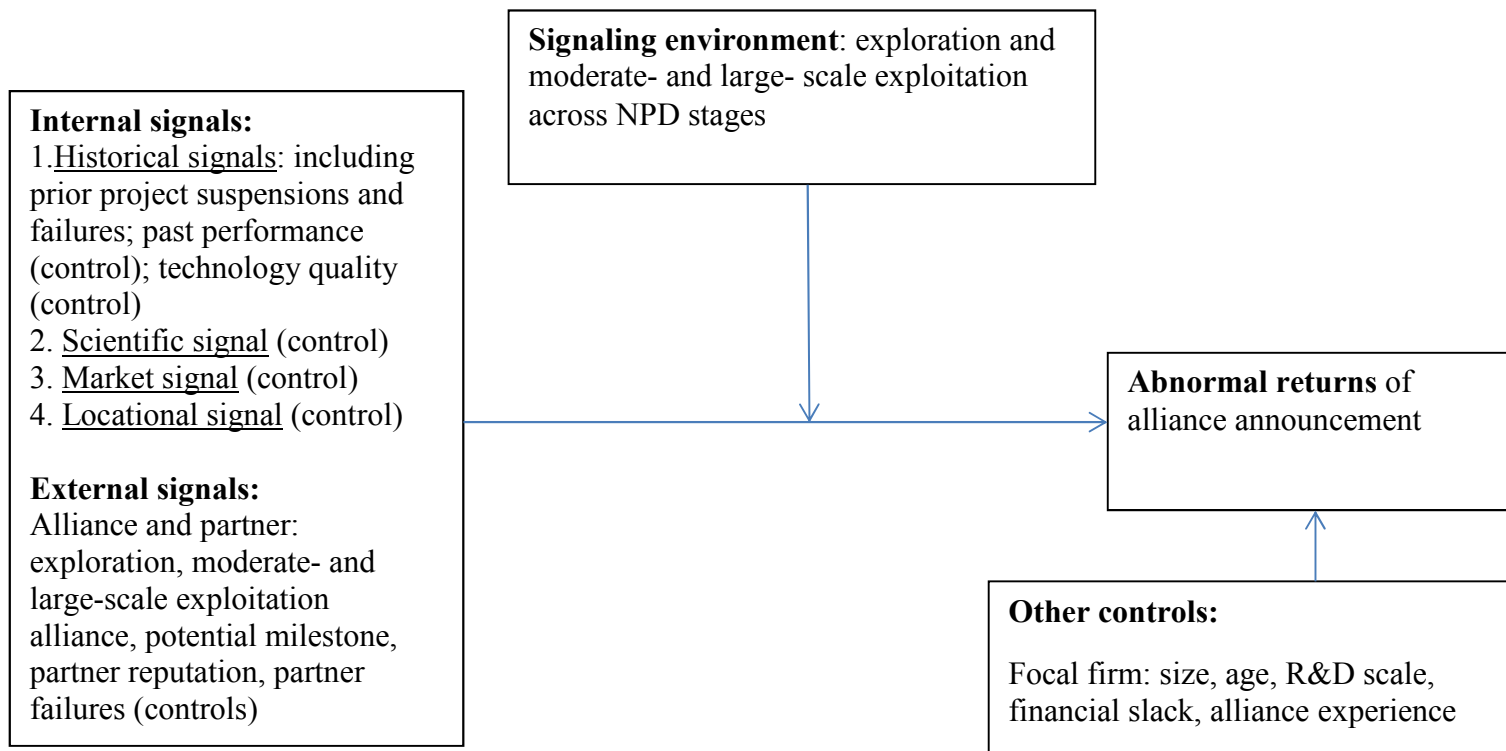 Signaling environment: exploration and
moderate- and large- scale exploitation
across NPD stages
Internal signals:
1.Historical signals: including
prior project suspensions and
failures; past performance
(control); technology quality
(control)
2. Scientific signal (control)
3. Market signal (control)
4. Locational signal (control)
External signals:
Alliance and partner:
exploration, moderate- and
large-scale exploitation
alliance, potential milestone,
partner reputation, partner
failures (controls)
Abnormal returns of
alliance announcement
Other controls:
Focal firm: size, age, R&D scale,
financial slack, alliance experience